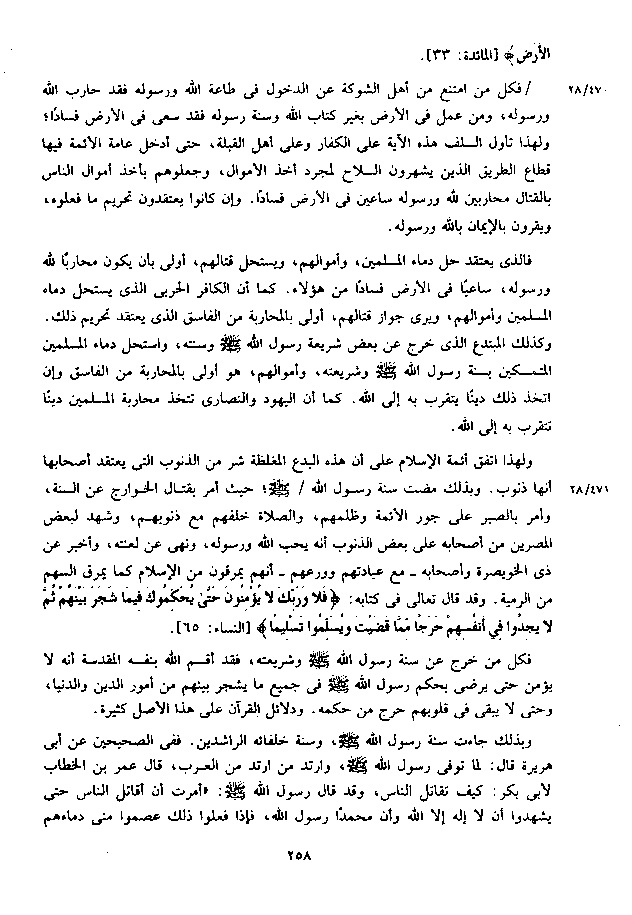 الأرض﴾ [المائدة: ٣٣].
٢٨/٤٧٠ / فكل من امتنع من أهل الشوكة عن الدخول فى طاعة الله ورسوله فقد حارب الله
ورسوله، ومن عمل فى الأرض بغير كتاب الله وسنة رسوله فقد سعى فى الأرض فسادًا؛
ولهذا تأول السلف هذه الآية على الكفار وعلى أهل القبلة، حتى أدخل عامة الأئمة فيها
قطاع الطريق الذين يشهرون السلاح لمجرد أخذ الأموال، وجعلوهم بأخذ أموال الناس
بالقتال محاربين لله ورسوله ساعين فى الأرض فسادًا. وإن كانوا يعتقدون تحريم ما فعلوه،
ويقرون بالإيمان بالله ورسوله.
فالذى يعتقد حل دماء المسلمين، وأموالهم، ويستحل قتالهم، أولى بأن يكون محاربًا لله
ورسوله، ساعيًا فى الأرض فسادًا من هؤلاء. كما أن الكافر الحربى الذى يستحل دماء
المسلمين وأموالهم، ويرى جواز قتالهم، أولى بالمحاربة من الفاسق الذى يعتقد تحريم ذلك.
وكذلك المبتدع الذى خرج عن بعض شريعة رسول الله ﷺ وسنته، واستحل دماء المسلمين
المتمسكين بسنة رسول الله ﷺ وشريعته، وأموالهم، هو أولى بالمحاربة من الفاسق وإن
اتخذ ذلك دينًا يتقرب به إلى الله. كما أن اليهود والنصارى تتخذ محاربة المسلمين دينًا
تتقرب به إلى الله.
ولهذا اتفق أئمة الإسلام على أن هذه البدع المغلظة شر من الذنوب التى يعتقد أصحابها
٢٨/٤٧١ أنها ذنوب. وبذلك مضت سنة رسول الله / ﷺ؛ حيث أمر بقتال الخوارج عن السنة،
وأمر بالصبر على جور الأئمة وظلمهم، والصلاة خلفهم مع ذنوبهم، وشهد لبعض
المصرين من أصحابه على بعض الذنوب أنه يحب الله ورسوله، ونهى عن لعنته، وأخبر عن
ذى الخويصرة وأصحابه ـ مع عبادتهم وورعهم ـ أنهم يمرقون من الإسلام كما يمرق السهم
من الرمية. وقد قال تعالى فى كتابه: ﴿فَلا وَرَبِّكَ لا يُؤْمِنُونَ حَتَّىٰ يُحَكِّمُوكَ فِيمَا شَجَرَ بَيْنَهُمْ ثُمَّ
لا يَجِدُوا فِي أَنفُسِهِمْ حَرَجًا مِّمَّا قَضَيْتَ وَيُسَلِّمُوا تَسْلِيمًا﴾ [النساء: ٦٥].
فكل من خرج عن سنة رسول الله ﷺ وشريعته، فقد أقسم الله بنفسه المقدسة أنه لا
يؤمن حتى يرضى بحكم رسول الله ﷺ فى جميع ما يشجر بينهم من أمور الدين والدنيا،
وحتى لا يبقى فى قلوبهم حرج من حكمه. ودلائل القرآن على هذا الأصل كثيرة.
وبذلك جاءت سنة رسول الله ﷺ، وسنة خلفائه الراشدين. ففى الصحيحين عن أبى
هريرة قال: لما توفى رسول الله ﷺ، وارتد من ارتد من العرب، قال عمر بن الخطاب
لأبى بكر: كيف تقاتل الناس، وقد قال رسول الله ﷺ: «أمرت أن أقاتل الناس حتى
يشهدوا أن لا إله إلا الله وأن محمدًا رسول الله، فإذا فعلوا ذلك عصموا منى دماءهم
٢٥٨